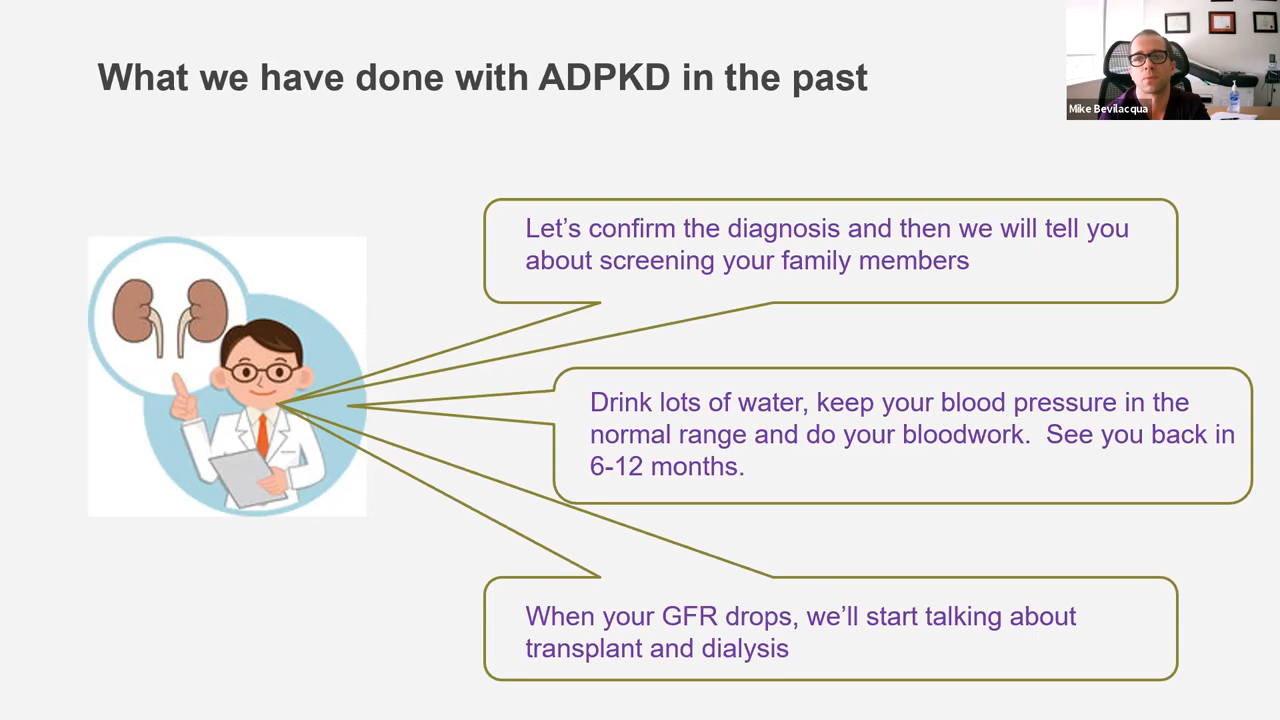 What we have done with ADPKD in the past
Mike Bevilacqua
Let’s confirm the diagnosis and then we will tell you
about screening your family members
Drink lots of water, keep your blood pressure in the
normal range and do your bloodwork.  See you back in
6-12 months.
When your GFR drops, we’ll start talking about
transplant and dialysis